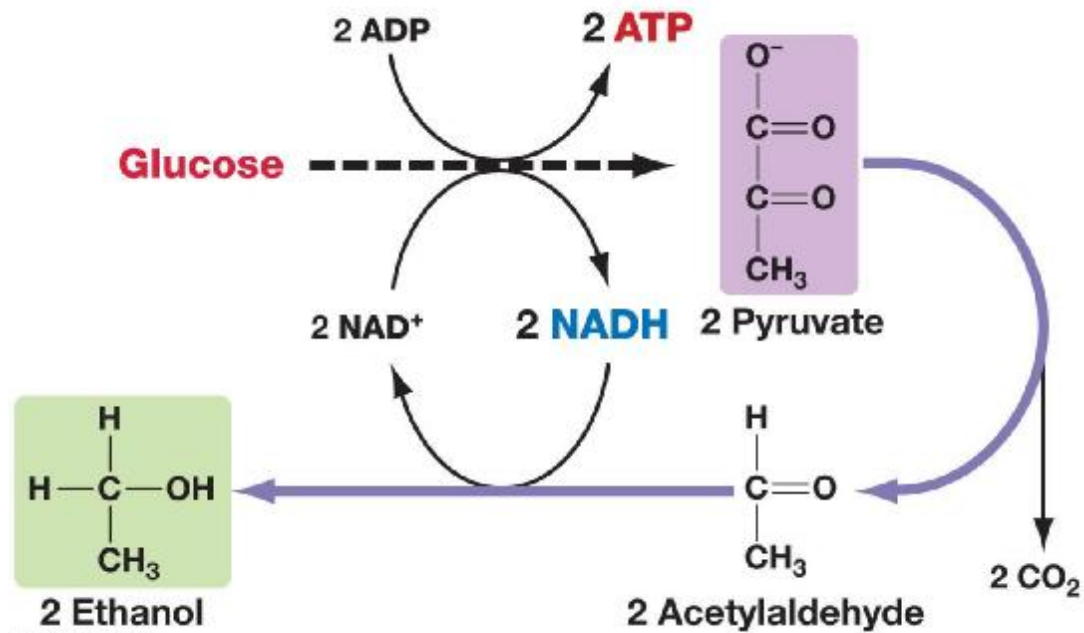 2 ADP
2 ATP
Glucose
O⁻
C=O
C=O
CH₃
2 Pyruvate
2 NAD⁺
2 NADH
H
H—C—OH
CH₃
2 Ethanol
H
C=O
CH₃
2 Acetylaldehyde
2 CO₂